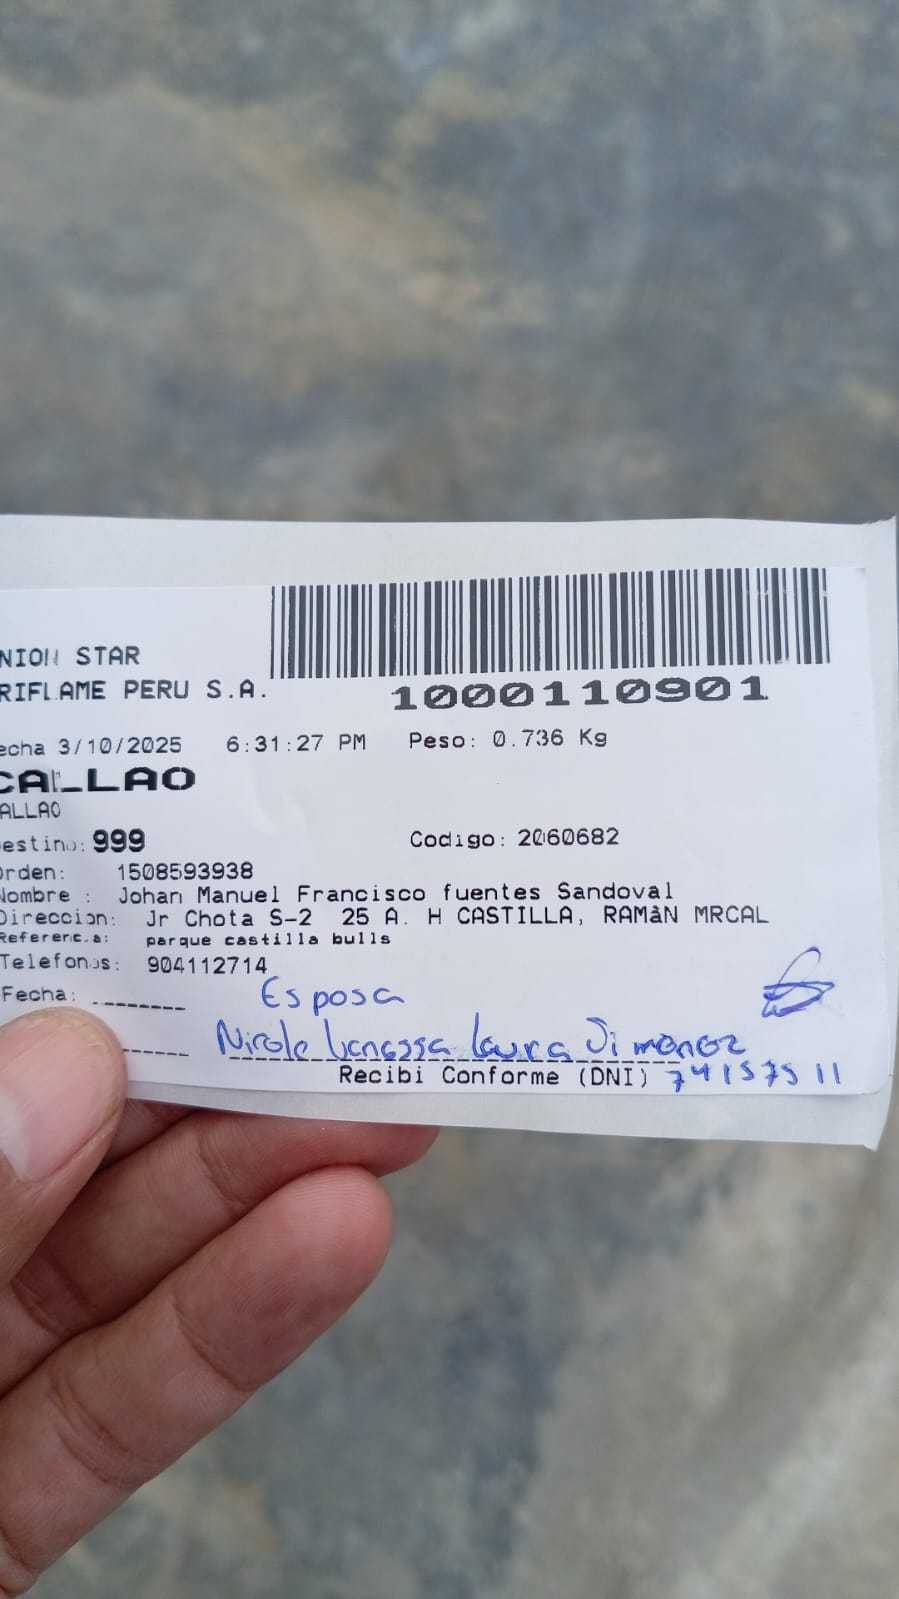 NION STAR
RIFLAME PERU S.A.
1000110901
echa 3/10/2025 6:31:27 PM Peso: 0.736 Kg
CALLAO
ALLAO
estino: 999 Codigo: 2060682
Orden: 1508593938
Nombre : Johan Manuel Francisco fuentes Sandoval
Direccion: Jr Chota S-2 25 A. H CASTILLA, RAMàN MRCAL
Referencia: parque castilla bulls
Telefonos: 904112714
Fecha: Esposa
Nicole Vanessa Laura Jimenez
Recibi Conforme (DNI) 74157511